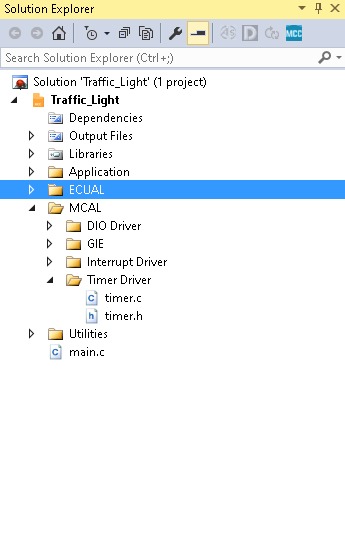 Solution Explorer
MCC
Search Solution Explorer (Ctrl+;)
Solution 'Traffic_Light' (1 project)
Traffic_Light
Dependencies
Output Files
Libraries
Application
ECUAL
MCAL
DIO Driver
GIE
Interrupt Driver
Timer Driver
timer.c
timer.h
Utilities
main.c